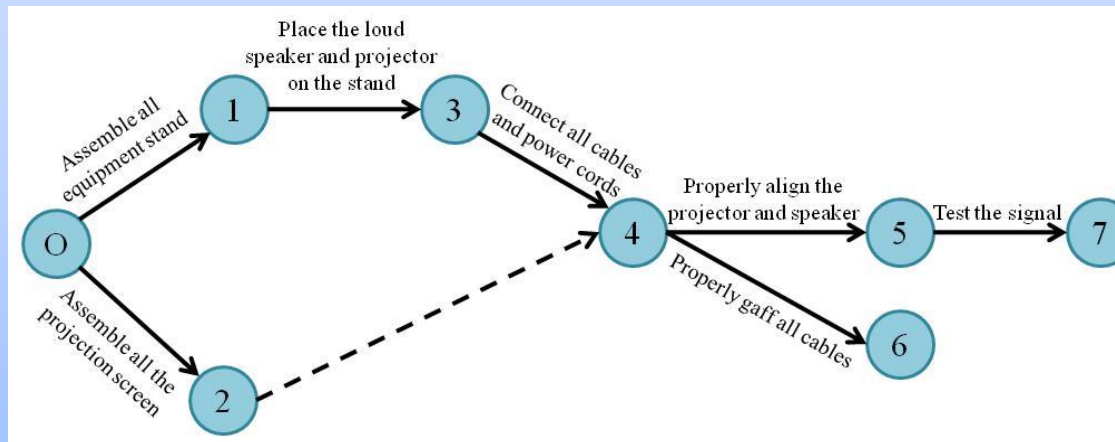 Place the loud
speaker and projector
on the stand
1
3
Assemble all
equipment stand
Connect all cables
and power cords
O
Properly align the
projector and speaker
Test the signal
4
5
7
Properly gaff all cables
6
Assemble all the
projection screen
2